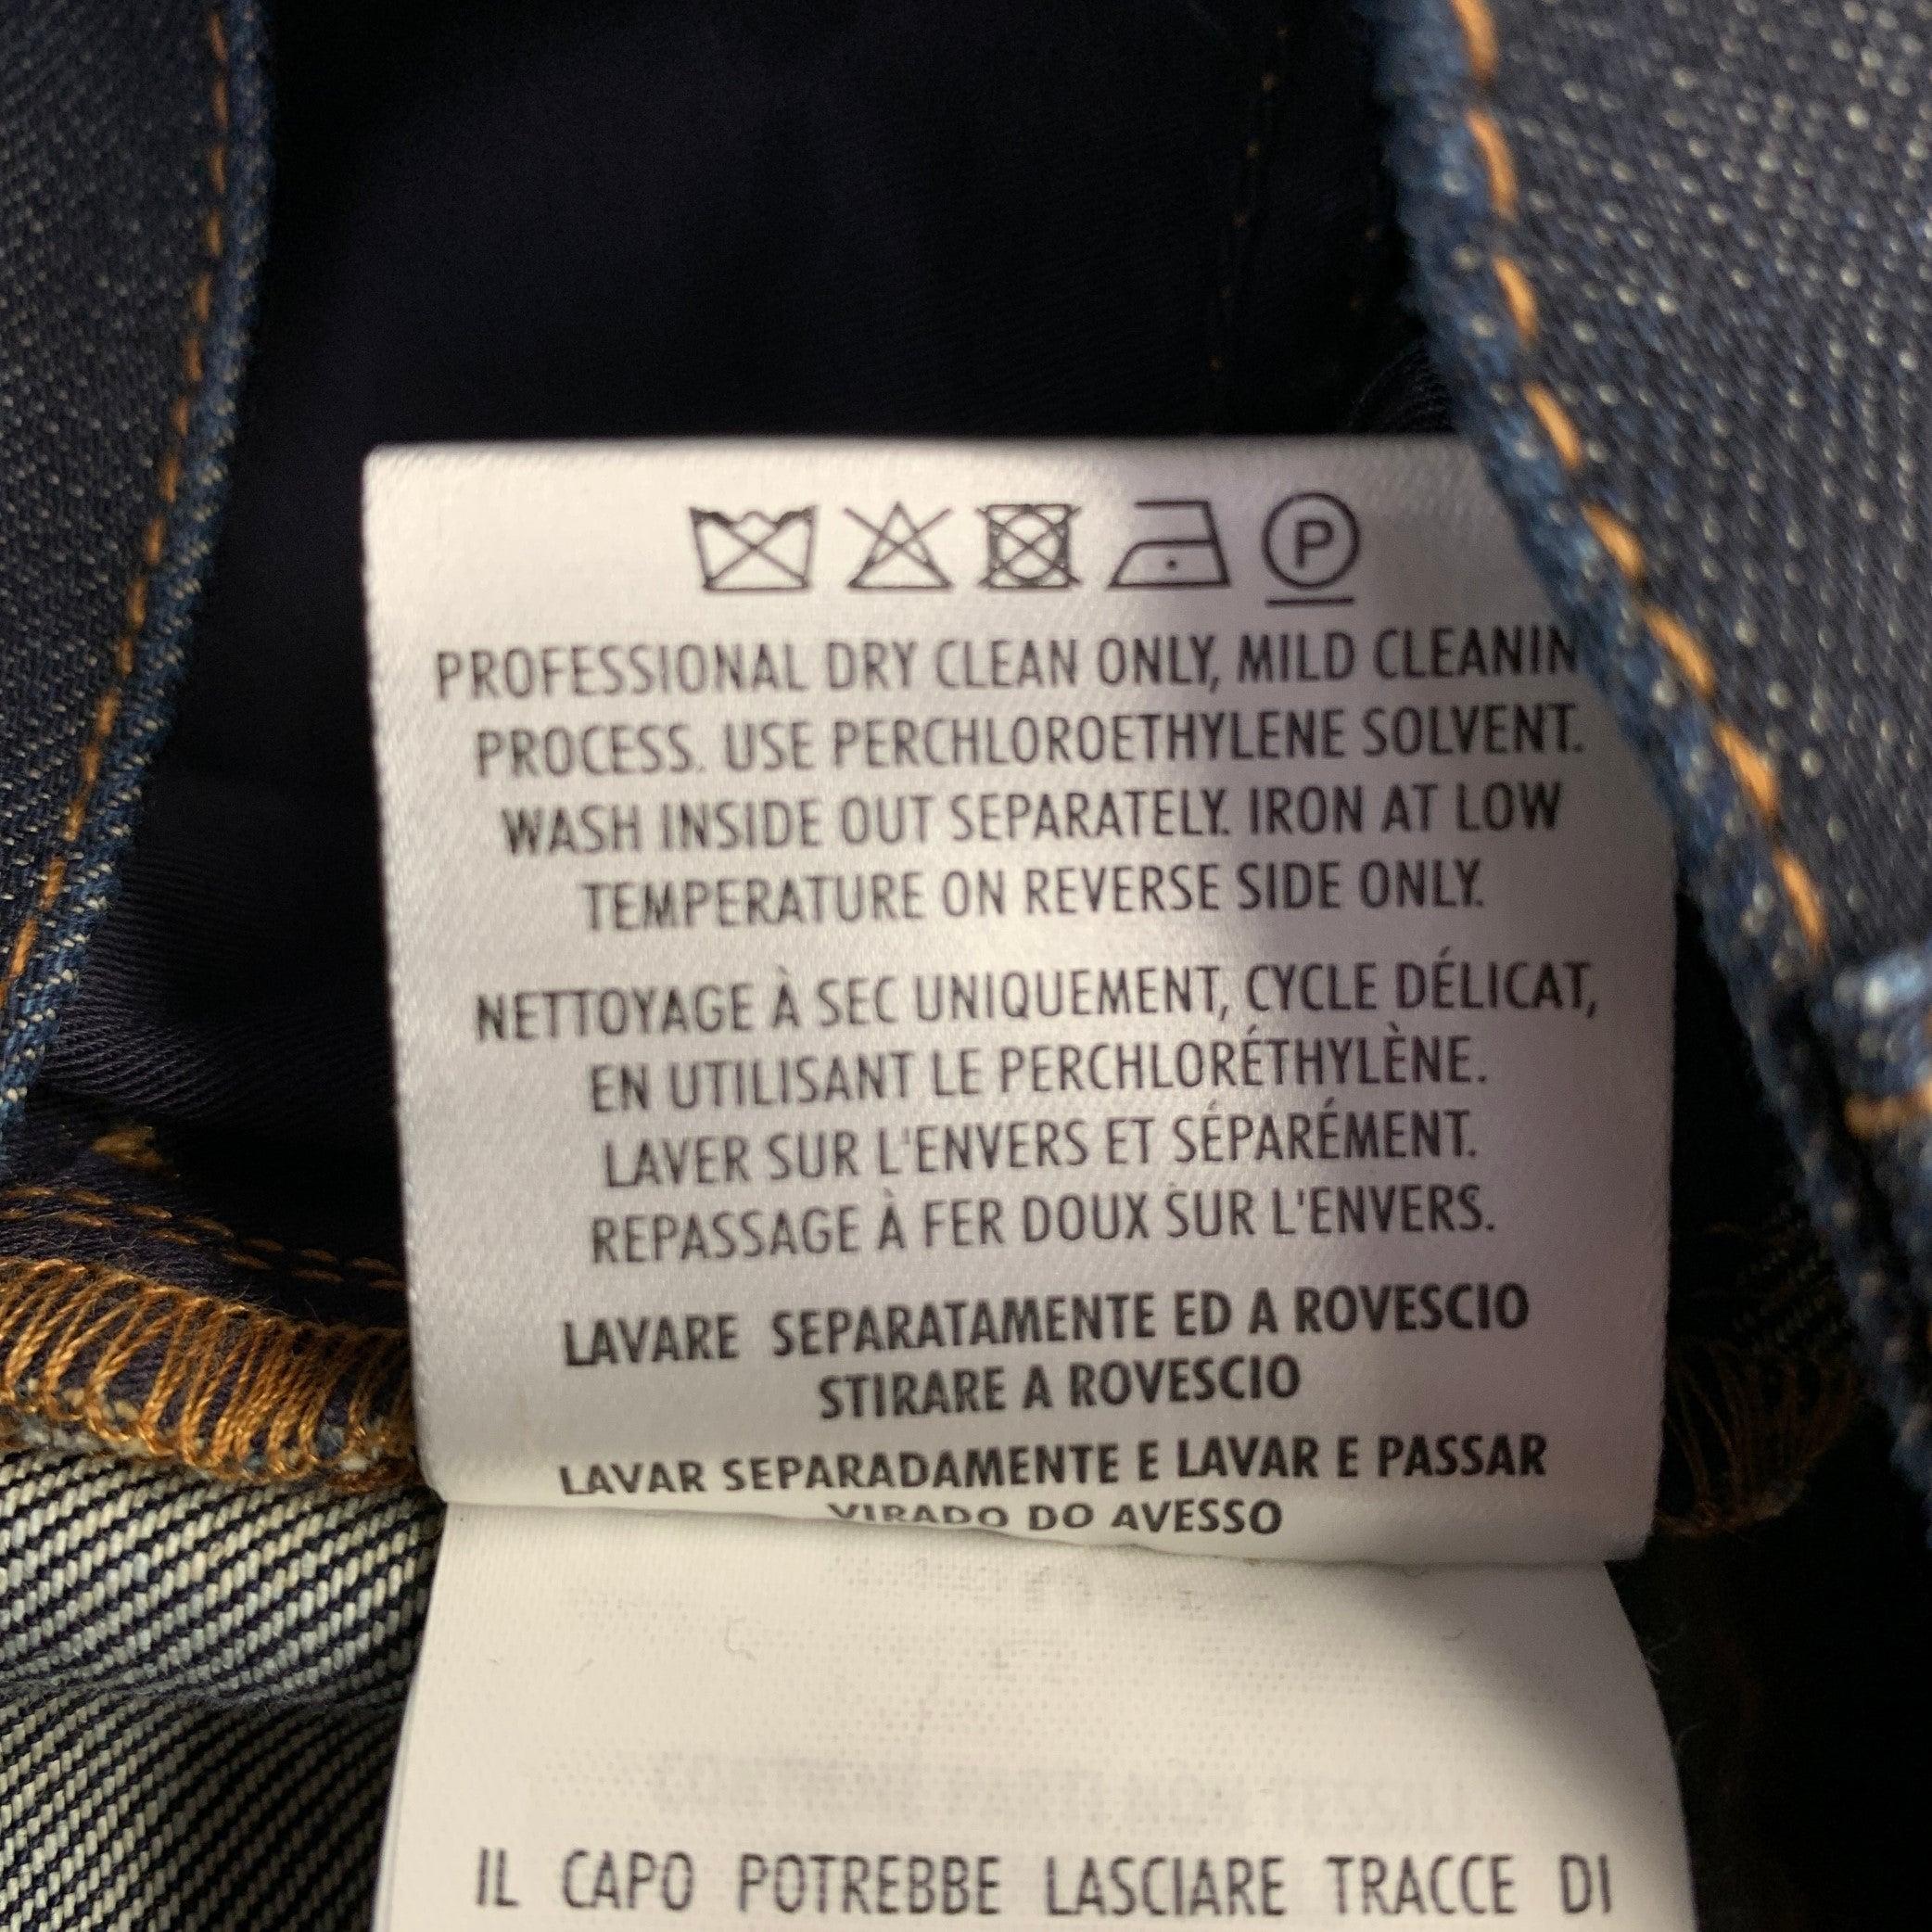 P
PROFESSIONAL DRY CLEAN ONLY, MILD CLEANIN
PROCESS. USE PERCHLOROETHYLENE SOLVENT.
WASH INSIDE OUT SEPARATELY. IRON AT LOW
TEMPERATURE ON REVERSE SIDE ONLY.
NETTOYAGE À SEC UNIQUEMENT, CYCLE DÉLICAT,
EN UTILISANT LE PERCHLORÉTHYLÈNE.
LAVER SUR L'ENVERS ET SÉPARÉMENT.
REPASSAGE À FER DOUX SUR L'ENVERS.
LAVARE SEPARATAMENTE ED A ROVESCIO
STIRARE A ROVESCIO
LAVAR SEPARADAMENTE E LAVAR E PASSAR
VIRADO DO AVESSO
IL CAPO POTREBBE LASCIARE TRACCE DI